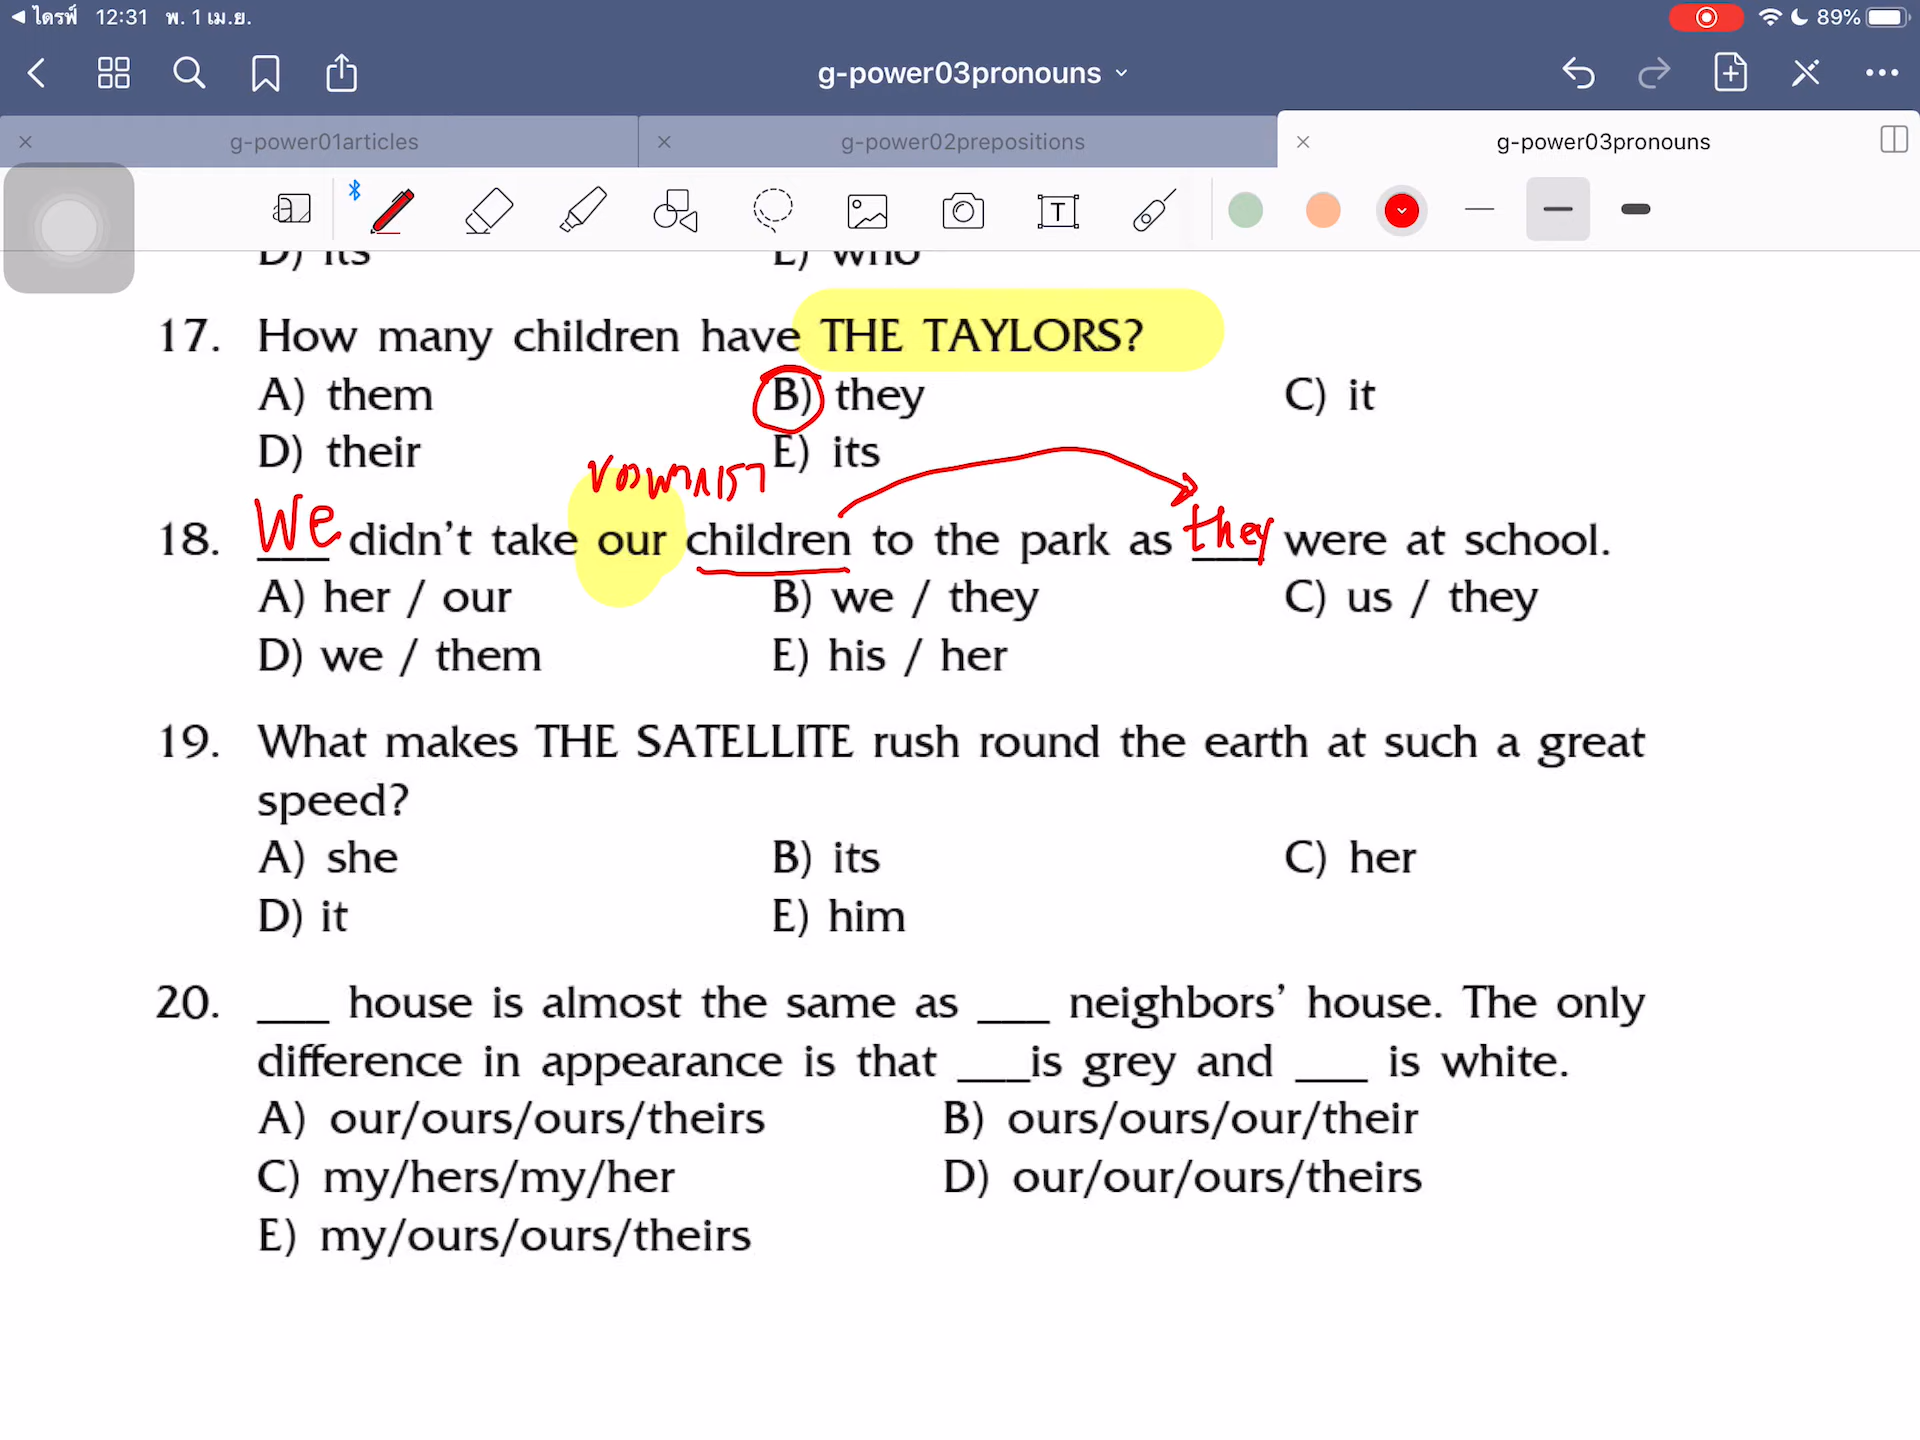 ไดรฟ์ 12:31 พ. 1 เม.ย. 89%
g-power03pronouns
g-power01articles g-power02prepositions g-power03pronouns
D) its E) who
17. How many children have THE TAYLORS?
A) them B) they C) it
D) their E) its
ของพวกเรา
18. We didn't take our children to the park as they were at school.
A) her / our B) we / they C) us / they
D) we / them E) his / her
19. What makes THE SATELLITE rush round the earth at such a great
speed?
A) she B) its C) her
D) it E) him
20. ___ house is almost the same as ___ neighbors' house. The only
difference in appearance is that ___is grey and ___ is white.
A) our/ours/ours/theirs B) ours/ours/our/their
C) my/hers/my/her D) our/our/ours/theirs
E) my/ours/ours/theirs